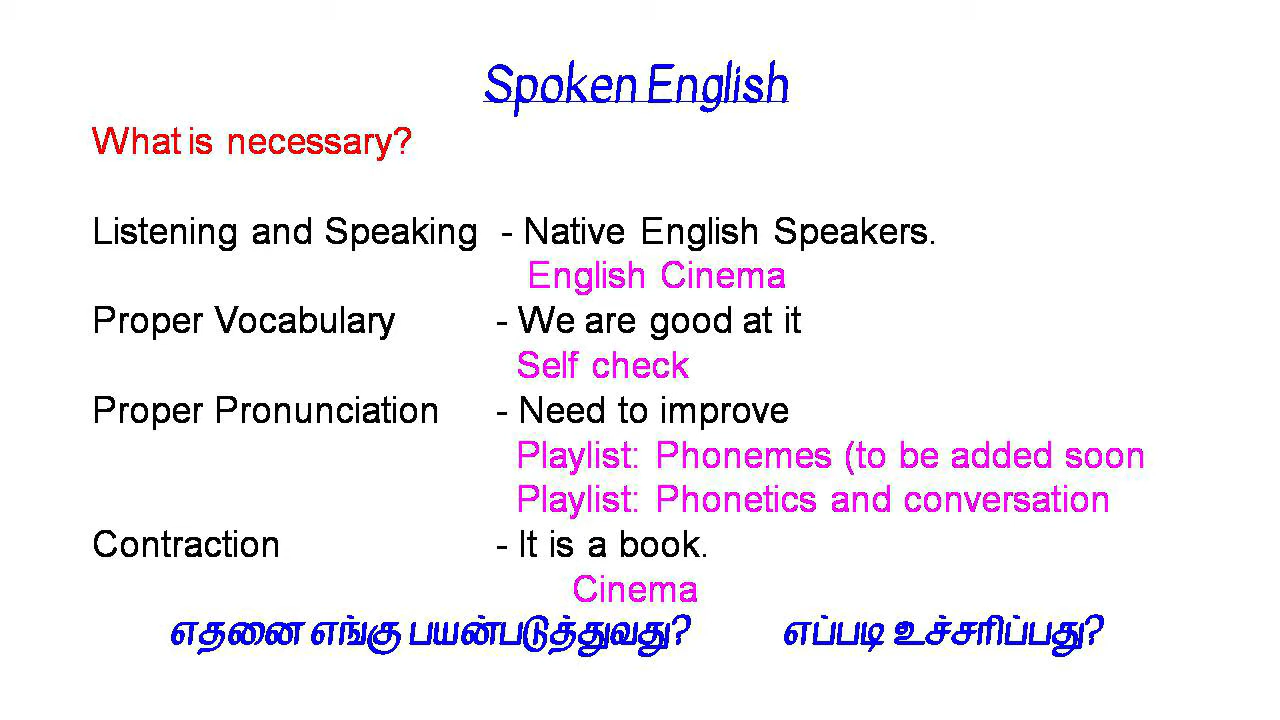 Spoken English
What is necessary?
Listening and Speaking - Native English Speakers.
English Cinema
Proper Vocabulary - We are good at it
Self check
Proper Pronunciation - Need to improve
Playlist: Phonemes (to be added soon
Playlist: Phonetics and conversation
Contraction - It is a book.
Cinema
எதனை எங்கு பயன்படுத்துவது? எப்படி உச்சரிப்பது?